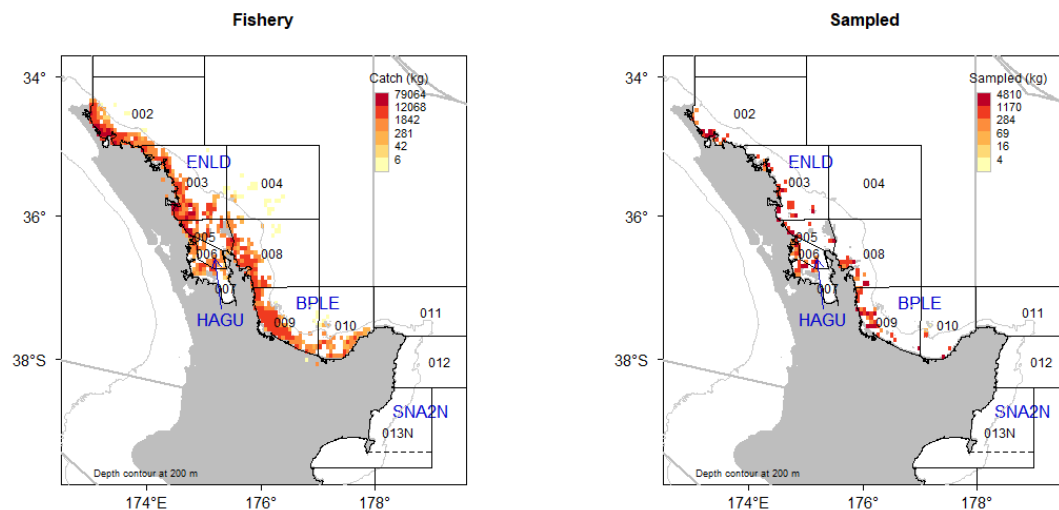 Fishery
Catch (kg)
79064
12068
1842
281
42
6
002
ENLD
003
004
005
006
008
007
HAGU
BPLE
009
010
011
012
SNA2N
013N
Depth contour at 200 m
34°
36°
38°S
174°E
176°
178°
Sampled
Sampled (kg)
4810
1170
284
69
16
4
002
ENLD
003
004
005
006
008
007
HAGU
BPLE
009
010
011
012
SNA2N
013N
Depth contour at 200 m
34°
36°
38°S
174°E
176°
178°